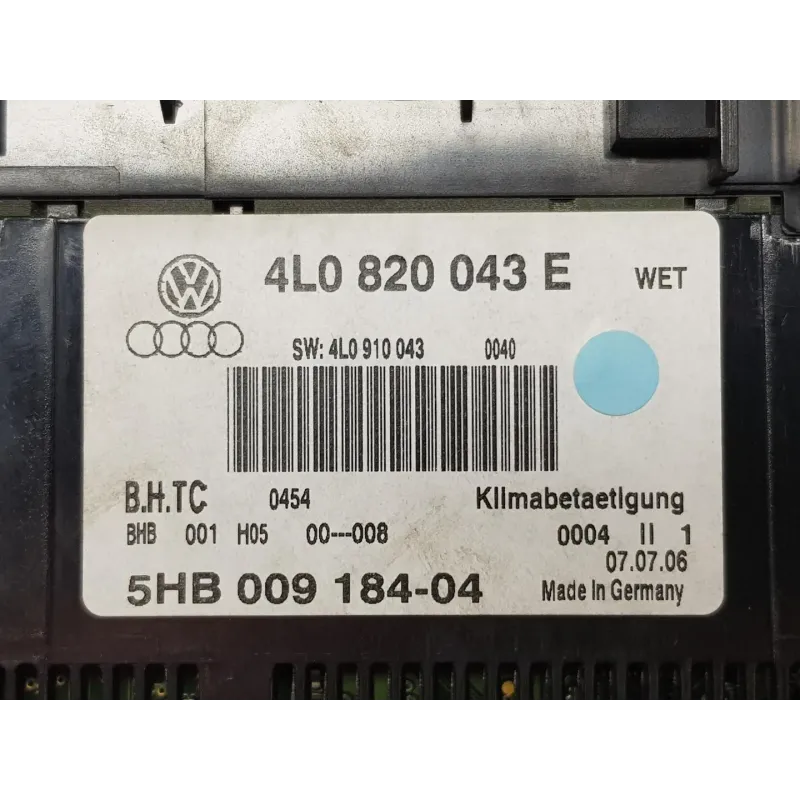 4L0 820 043 E WET
SW: 4L0 910 043 0040
B.H.TC 0454 Klimabetaetigung
BHB 001 H05 00---008 0004 II 1
07.07.06
5HB 009 184-04 Made in Germany